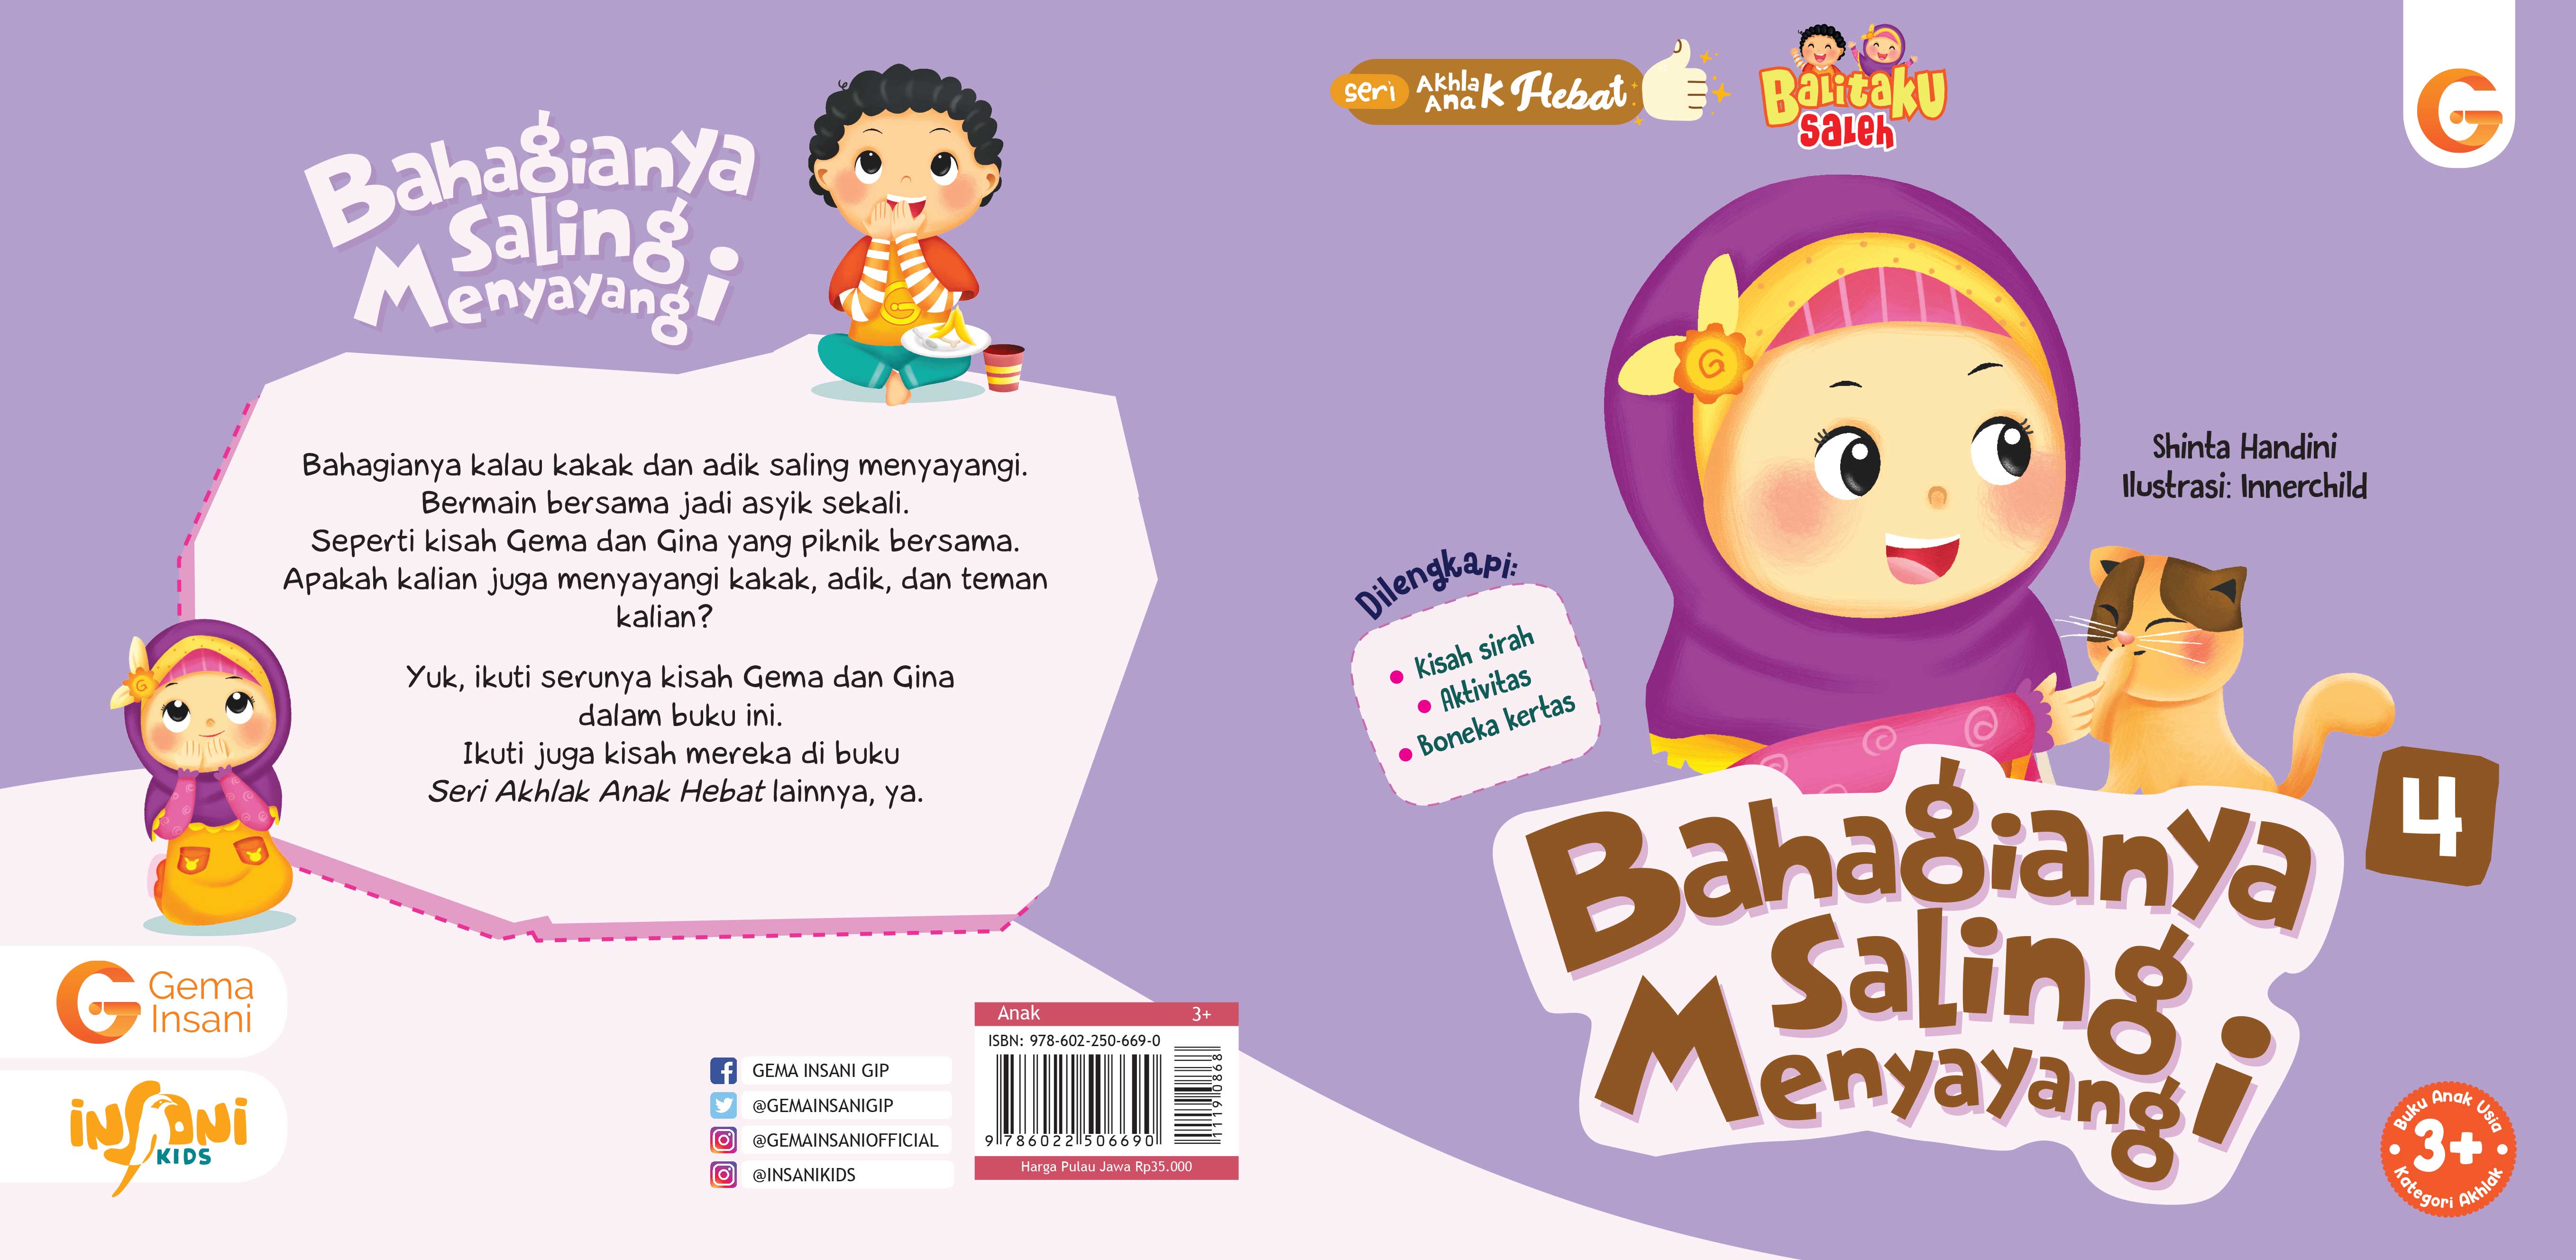 Bahagianya
Saling
Menyayangi
Bahagianya kalau kakak dan adik saling menyayangi.
Bermain bersama jadi asyik sekali.
Seperti kisah Gema dan Gina yang piknik bersama.
Apakah kalian juga menyayangi kakak, adik, dan teman
kalian?
Yuk, ikuti serunya kisah Gema dan Gina
dalam buku ini.
Ikuti juga kisah mereka di buku
Seri Akhlak Anak Hebat lainnya, ya.
Gema
Insani
INSANI
KIDS
GEMA INSANI GIP
@GEMAINSANIGIP
@GEMAINSANIOFFICIAL
@INSANIKIDS
Anak 3+
ISBN: 978-602-250-669-0
9 786022 506690
11190868
Harga Pulau Jawa Rp35.000
seri Akhlak Anak Hebat
Balitaku
Saleh
G
Shinta Handini
Ilustrasi: Innerchild
Dilengkapi:
• Kisah sirah
• Aktivitas
• Boneka kertas
4
Bahagianya
Saling
Menyayangi
Buku Anak Usia
3+
Kategori Akhlak